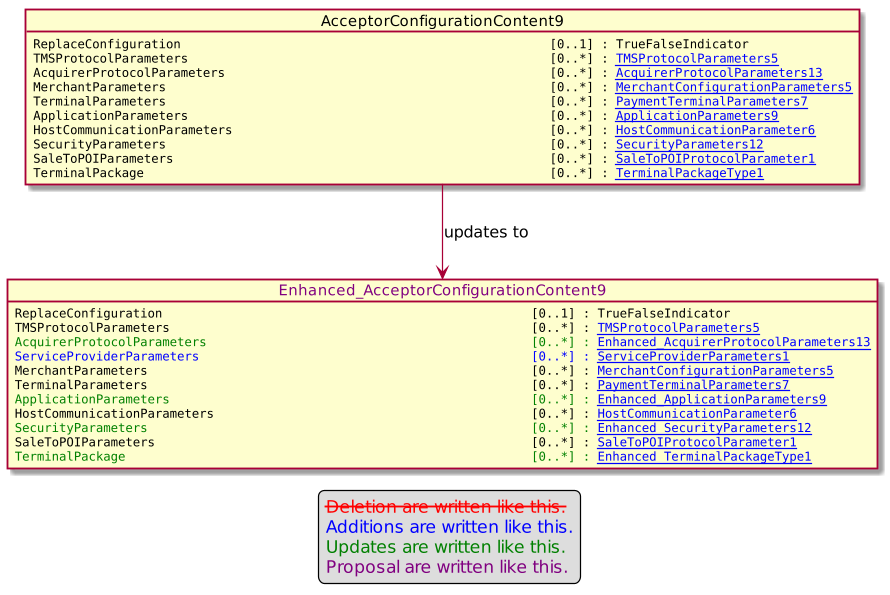 AcceptorConfigurationContent9
ReplaceConfiguration [0..1] : TrueFalseIndicator
TMSProtocolParameters [0..*] : TMSProtocolParameters5
AcquirerProtocolParameters [0..*] : AcquirerProtocolParameters13
MerchantParameters [0..*] : MerchantConfigurationParameters5
TerminalParameters [0..*] : PaymentTerminalParameters7
ApplicationParameters [0..*] : ApplicationParameters9
HostCommunicationParameters [0..*] : HostCommunicationParameter6
SecurityParameters [0..*] : SecurityParameters12
SaleToPOIParameters [0..*] : SaleToPOIProtocolParameter1
TerminalPackage [0..*] : TerminalPackageType1
updates to
Enhanced_AcceptorConfigurationContent9
ReplaceConfiguration [0..1] : TrueFalseIndicator
TMSProtocolParameters [0..*] : TMSProtocolParameters5
AcquirerProtocolParameters [0..*] : Enhanced_AcquirerProtocolParameters13
ServiceProviderParameters [0..*] : ServiceProviderParameters1
MerchantParameters [0..*] : MerchantConfigurationParameters5
TerminalParameters [0..*] : PaymentTerminalParameters7
ApplicationParameters [0..*] : Enhanced_ApplicationParameters9
HostCommunicationParameters [0..*] : HostCommunicationParameter6
SecurityParameters [0..*] : Enhanced_SecurityParameters12
SaleToPOIParameters [0..*] : SaleToPOIProtocolParameter1
TerminalPackage [0..*] : Enhanced_TerminalPackageType1
Deletion are written like this.
Additions are written like this.
Updates are written like this.
Proposal are written like this.